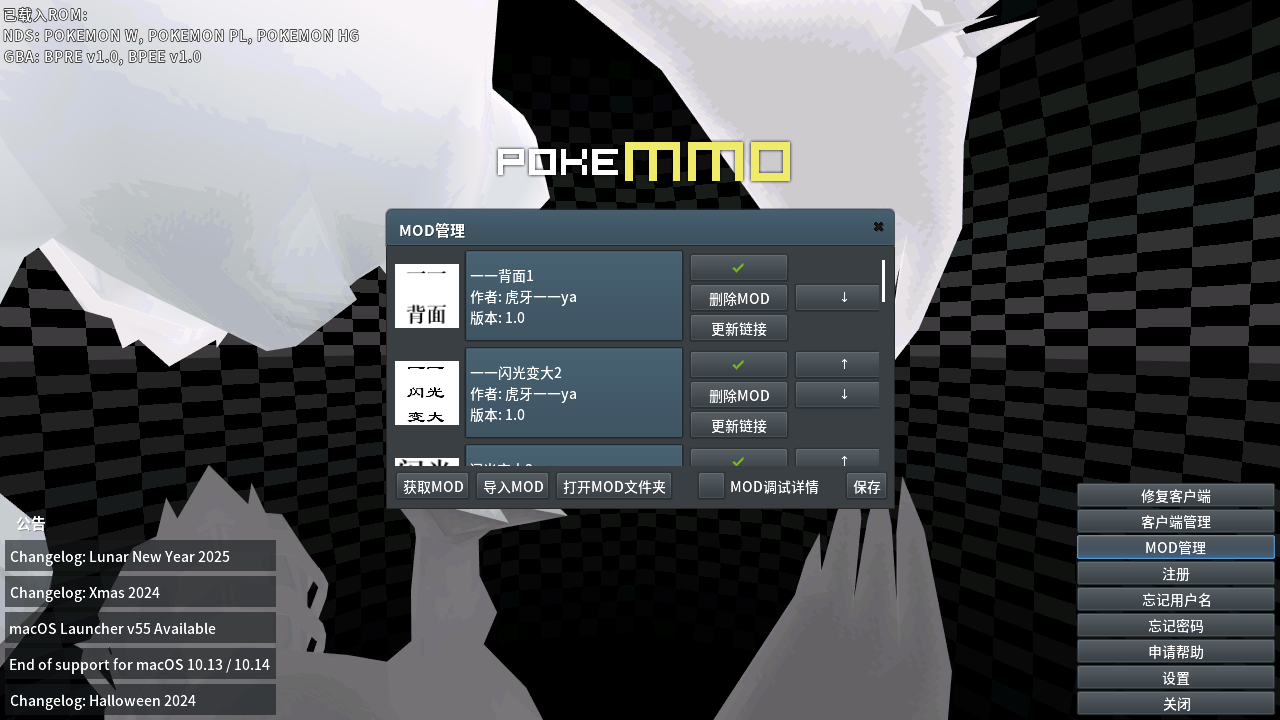 已载入ROM:
NDS: POKEMON W, POKEMON PL, POKEMON HG
GBA: BPRE v1.0, BPEE v1.0
POKEMMO
MOD管理
一一
背面
一一背面1
作者: 虎牙一一ya
版本: 1.0
删除MOD
↓
更新链接
一一
闪光
变大
一一闪光变大2
作者: 虎牙一一ya
版本: 1.0
↑
删除MOD
↓
更新链接
↑
获取MOD
导入MOD
打开MOD文件夹
MOD调试详情
保存
公告
Changelog: Lunar New Year 2025
Changelog: Xmas 2024
macOS Launcher v55 Available
End of support for macOS 10.13 / 10.14
Changelog: Halloween 2024
修复客户端
客户端管理
MOD管理
注册
忘记用户名
忘记密码
申请帮助
设置
关闭